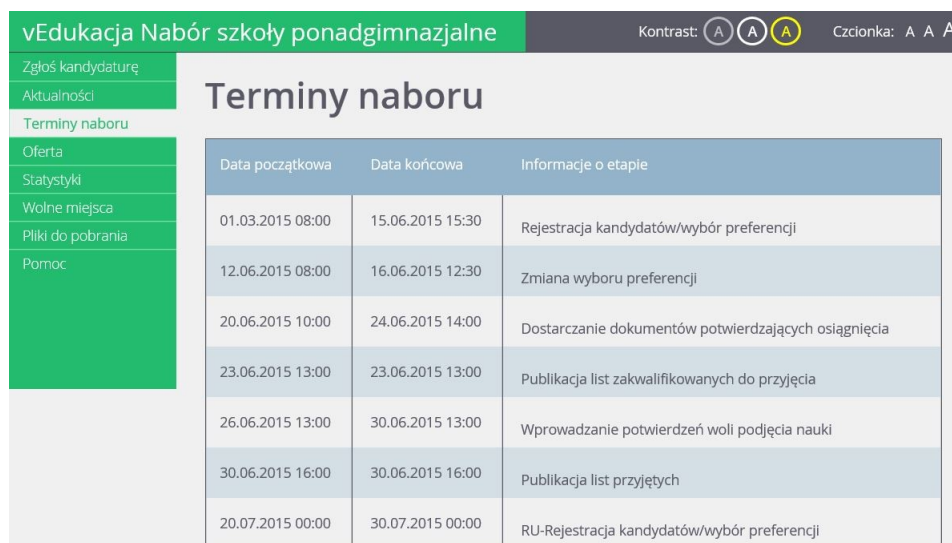 vEdukacja Nabór szkoły ponadgimnazjalne
Kontrast: A A A Czcionka: A A A
Zgłoś kandydaturę
Aktualności
Terminy naboru
Oferta
Statystyki
Wolne miejsca
Pliki do pobrania
Pomoc
Terminy naboru
Data początkowa Data końcowa Informacje o etapie
01.03.2015 08:00 15.06.2015 15:30 Rejestracja kandydatów/wybór preferencji
12.06.2015 08:00 16.06.2015 12:30 Zmiana wyboru preferencji
20.06.2015 10:00 24.06.2015 14:00 Dostarczanie dokumentów potwierdzających osiągnięcia
23.06.2015 13:00 23.06.2015 13:00 Publikacja list zakwalifikowanych do przyjęcia
26.06.2015 13:00 30.06.2015 13:00 Wprowadzanie potwierdzeń woli podjęcia nauki
30.06.2015 16:00 30.06.2015 16:00 Publikacja list przyjętych
20.07.2015 00:00 30.07.2015 00:00 RU-Rejestracja kandydatów/wybór preferencji